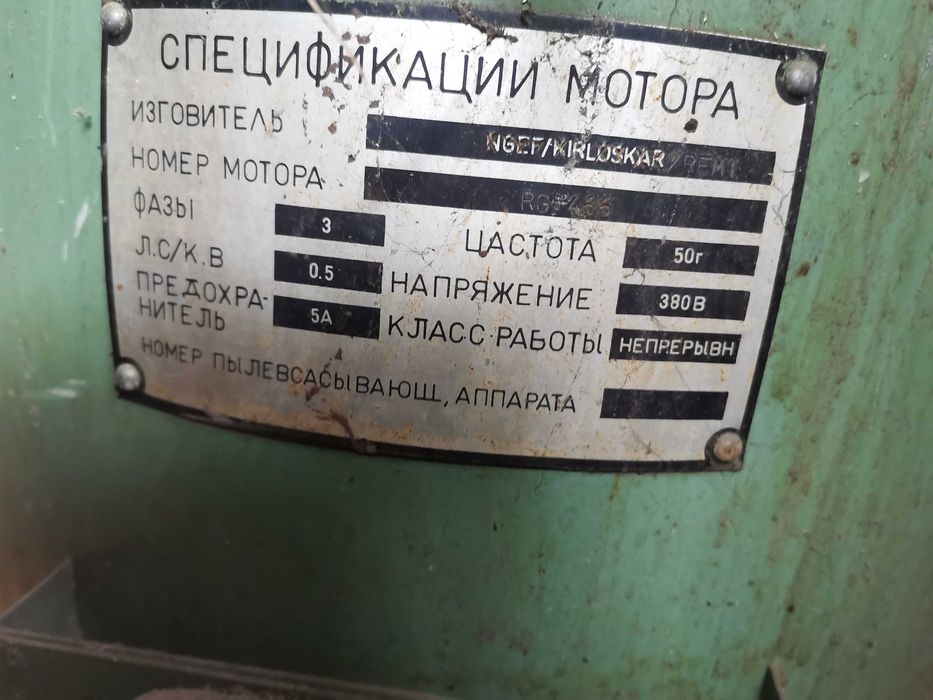 СПЕЦИФИКАЦИИ МОТОРА
ИЗГОВИТЕЛЬ NGEF/KIRLOSKAR
НОМЕР МОТОРА
ФАЗЫ 3 ЦАСТОТА 50г
Л.С/К.В 0.5 НАПРЯЖЕНИЕ 380В
ПРЕДОХРА-
НИТЕЛЬ 5А КЛАСС РАБОТЫ НЕПРЕРЫВН
НОМЕР ПЫЛЕВСАСЫВАЮЩ, АППАРАТА